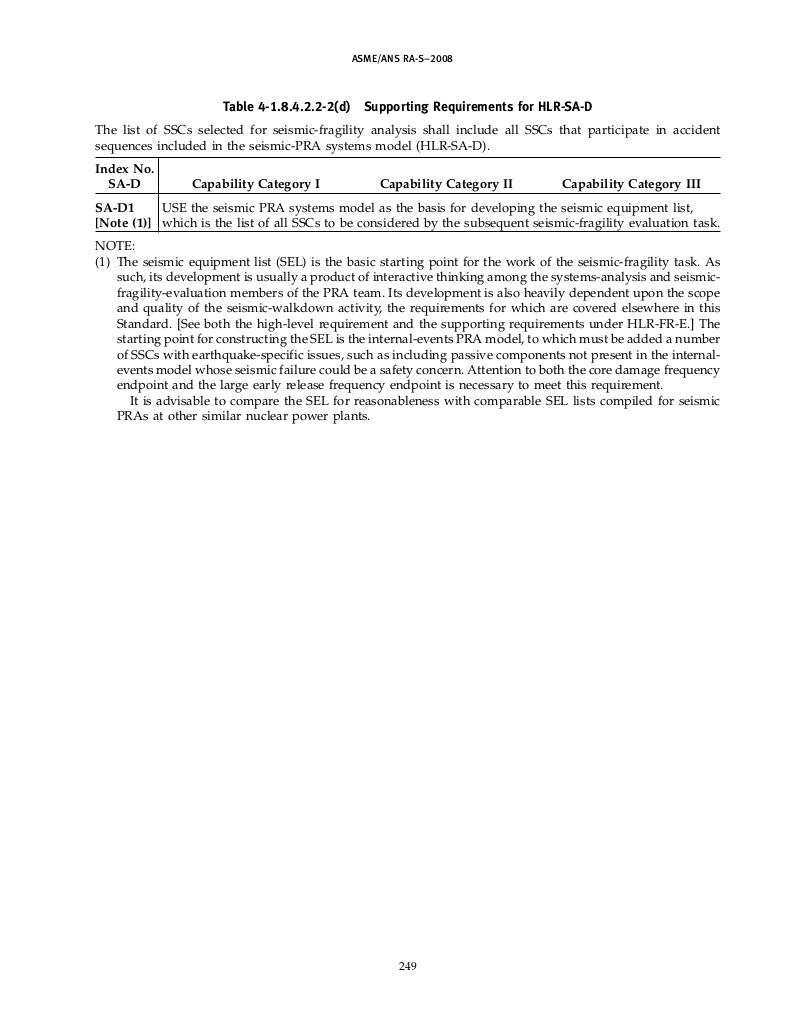 ASME/ANS RA-S–2008
Table 4-1.8.4.2.2-2(d) Supporting Requirements for HLR-SA-D
The list of SSCs selected for seismic-fragility analysis shall include all SSCs that participate in accident
sequences included in the seismic-PRA systems model (HLR-SA-D).
Index No.
SA-D Capability Category I Capability Category II Capability Category III
SA-D1 USE the seismic PRA systems model as the basis for developing the seismic equipment list,
[Note (1)] which is the list of all SSCs to be considered by the subsequent seismic-fragility evaluation task.
NOTE:
(1) The seismic equipment list (SEL) is the basic starting point for the work of the seismic-fragility task. As
such, its development is usually a product of interactive thinking among the systems-analysis and seismic-
fragility-evaluation members of the PRA team. Its development is also heavily dependent upon the scope
and quality of the seismic-walkdown activity, the requirements for which are covered elsewhere in this
Standard. [See both the high-level requirement and the supporting requirements under HLR-FR-E.] The
starting point for constructing the SEL is the internal-events PRA model, to which must be added a number
of SSCs with earthquake-specific issues, such as including passive components not present in the internal-
events model whose seismic failure could be a safety concern. Attention to both the core damage frequency
endpoint and the large early release frequency endpoint is necessary to meet this requirement.
It is advisable to compare the SEL for reasonableness with comparable SEL lists compiled for seismic
PRAs at other similar nuclear power plants.
249